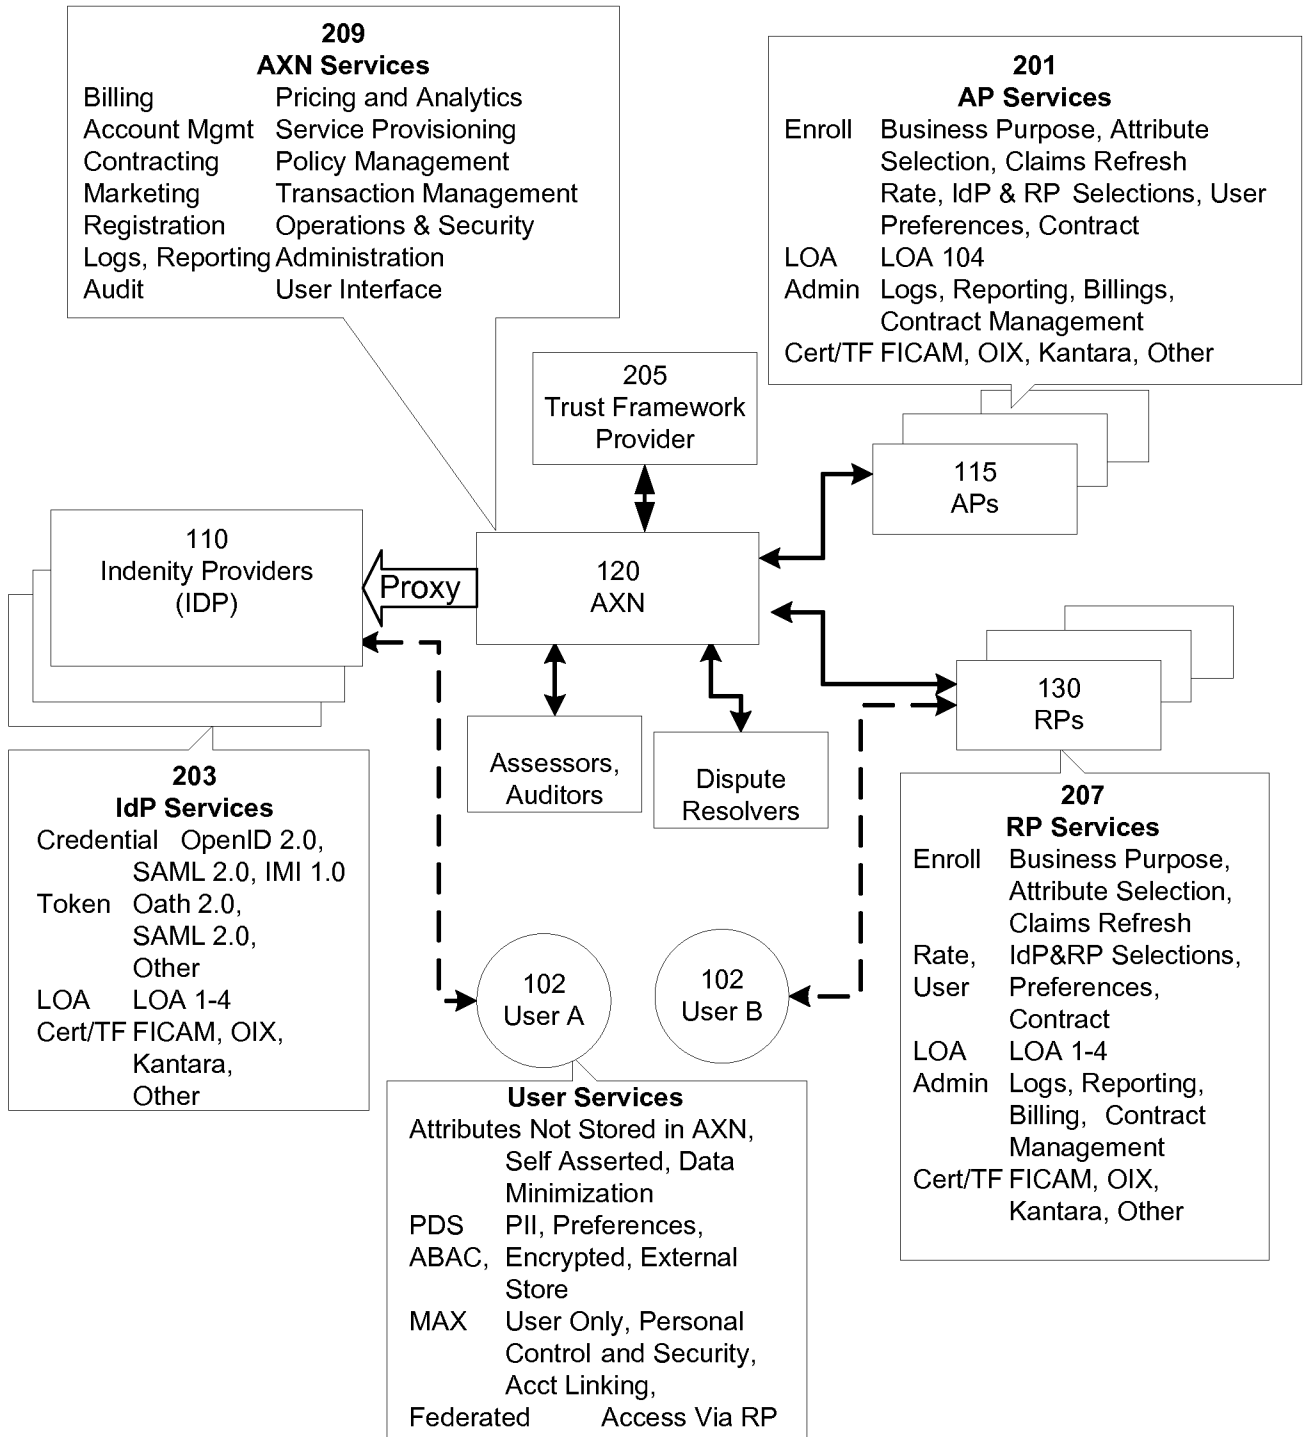 209
AXN Services
Billing Pricing and Analytics
Account Mgmt Service Provisioning
Contracting Policy Management
Marketing Transaction Management
Registration Operations & Security
Logs, Reporting Administration
Audit User Interface
201
AP Services
Enroll Business Purpose, Attribute
Selection, Claims Refresh
Rate, IdP & RP Selections, User
Preferences, Contract
LOA LOA 104
Admin Logs, Reporting, Billings,
Contract Management
Cert/TF FICAM, OIX, Kantara, Other
205
Trust Framework
Provider
115
APs
110
Indenity Providers
(IDP)
Proxy
120
AXN
130
RPs
Assessors,
Auditors
Dispute
Resolvers
203
IdP Services
Credential OpenID 2.0,
SAML 2.0, IMI 1.0
Token Oath 2.0,
SAML 2.0,
Other
LOA LOA 1-4
Cert/TF FICAM, OIX,
Kantara,
Other
102
User A
102
User B
207
RP Services
Enroll Business Purpose,
Attribute Selection,
Claims Refresh
Rate, IdP&RP Selections,
User Preferences,
Contract
LOA LOA 1-4
Admin Logs, Reporting,
Billing, Contract
Management
Cert/TF FICAM, OIX,
Kantara, Other
User Services
Attributes Not Stored in AXN,
Self Asserted, Data
Minimization
PDS PII, Preferences,
ABAC, Encrypted, External
Store
MAX User Only, Personal
Control and Security,
Acct Linking,
Federated Access Via RP